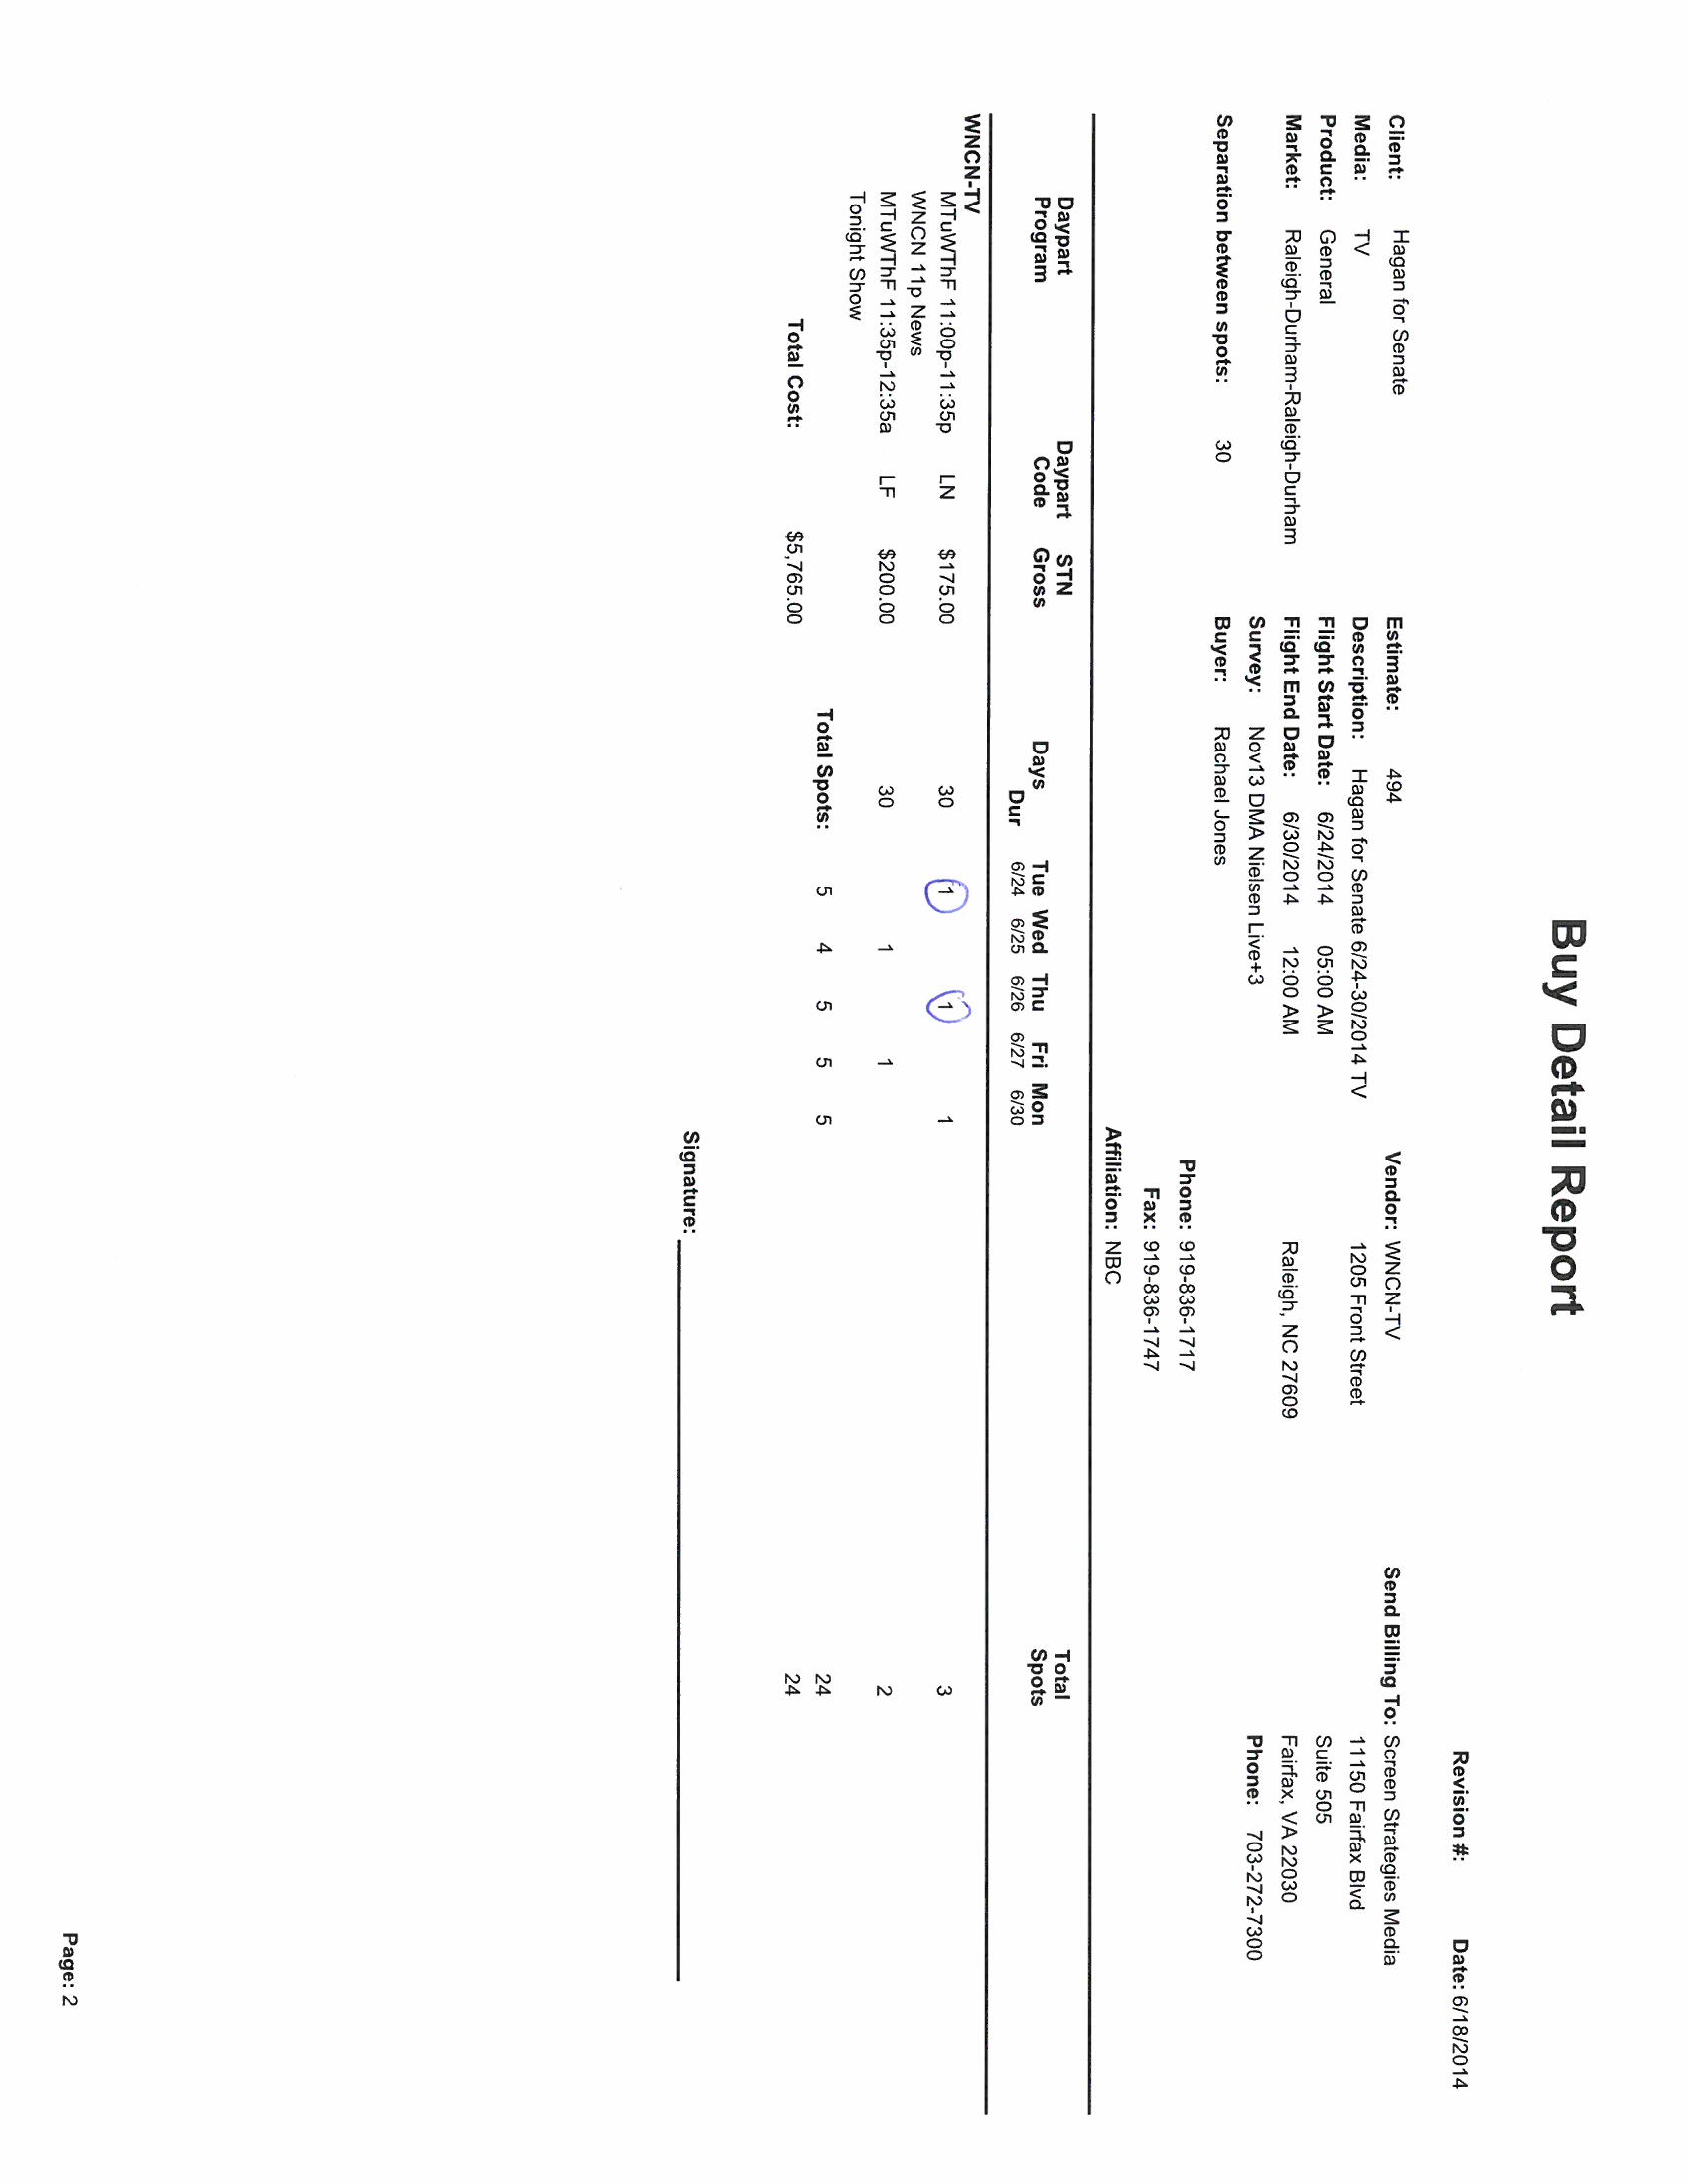 Buy Detail Report
Revision #: Date: 6/18/2014
Client: Hagan for Senate Estimate: 494 Vendor: WNCN-TV Send Billing To: Screen Strategies Media
Media: TV Description: Hagan for Senate 6/24-30/2014 TV 1205 Front Street 11150 Fairfax Blvd
Product: General Flight Start Date: 6/24/2014 05:00 AM Suite 505
Market: Raleigh-Durham-Raleigh-Durham Flight End Date: 6/30/2014 12:00 AM Raleigh, NC 27609 Fairfax, VA 22030
Survey: Nov13 DMA Nielsen Live+3 Phone: 703-272-7300
Separation between spots: 30 Buyer: Rachael Jones
Phone: 919-836-1717
Fax: 919-836-1747
Affiliation: NBC
Daypart Daypart STN Total
Program Code Gross Days Tue Wed Thu Fri Mon Spots
Dur 6/24 6/25 6/26 6/27 6/30
WNCN-TV
MTuWThF 11:00p-11:35p LN $175.00 30 1 1 1 3
WNCN 11p News
MTuWThF 11:35p-12:35a LF $200.00 30 1 1 2
Tonight Show
Total Spots: 5 4 5 5 5 24
Total Cost: $5,765.00 24
Signature:
Page: 2